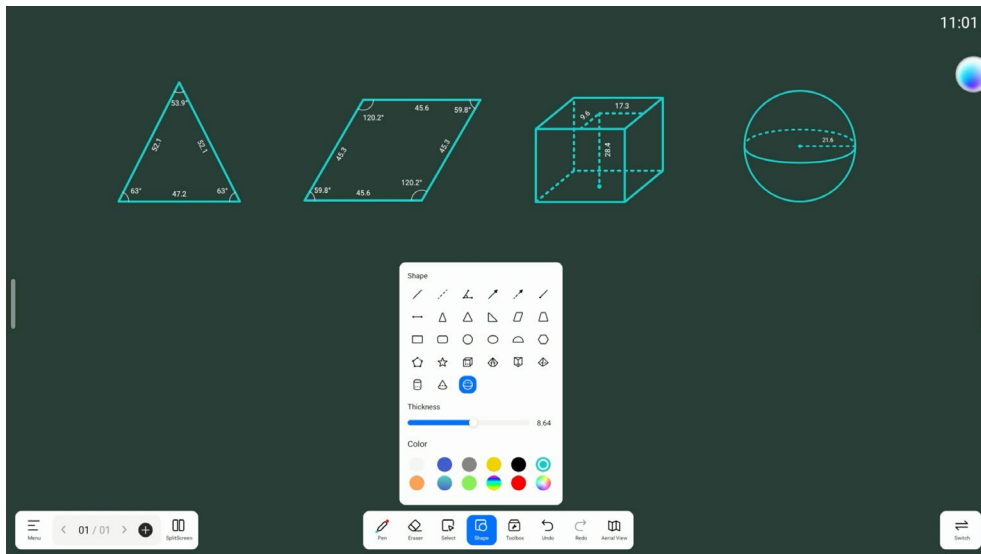 11:01
53.9°
52.1
52.1
63°
47.2
63°
45.6
59.8°
120.2°
45.3
45.3
120.2°
59.8°
45.6
17.3
9.6
28.4
21.6
Shape
Thickness
8.64
Color
Menu
01 / 01
SplitScreen
Pen
Eraser
Select
Shape
Toolbox
Undo
Redo
Aerial View
Switch